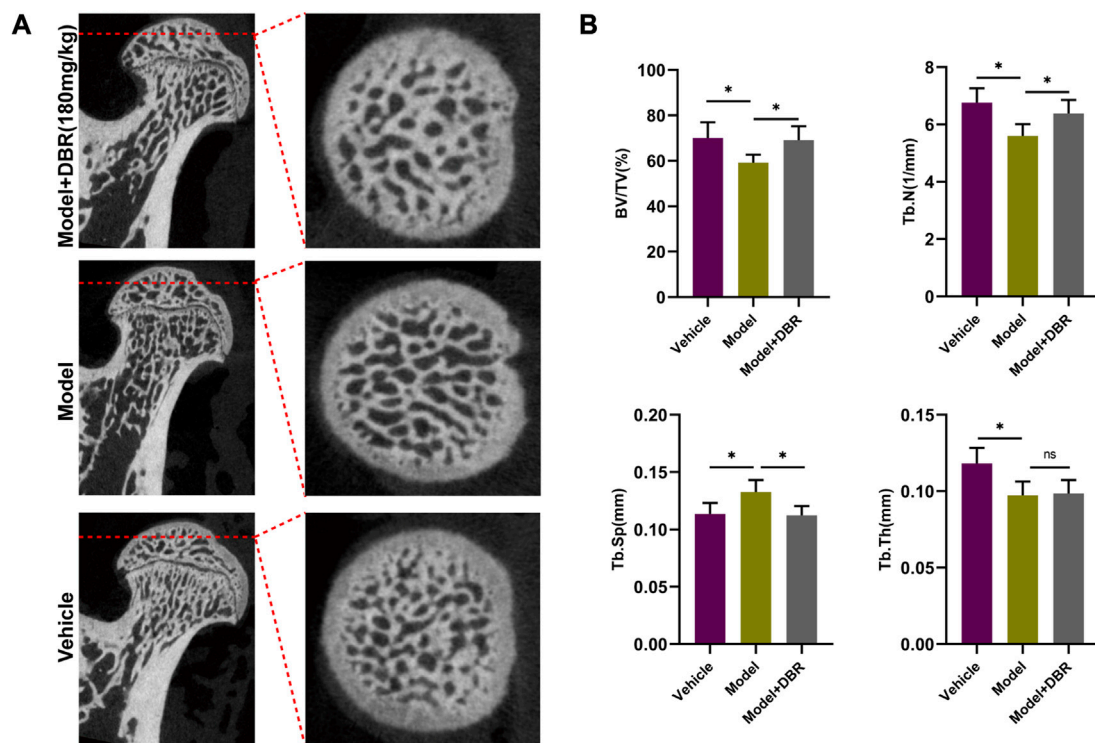 A
Model+DBR(180mg/kg)
Model
Vehicle
B
BV/TV(%)
100
80
60
40
20
0
*
*
Vehicle
Model
Model+DBR
Tb.N(1/mm)
8
6
4
2
0
*
*
Vehicle
Model
Model+DBR
Tb.Sp(mm)
0.20
0.15
0.10
0.05
0.00
*
*
Vehicle
Model
Model+DBR
Tb.Th(mm)
0.15
0.10
0.05
0.00
*
ns
Vehicle
Model
Model+DBR